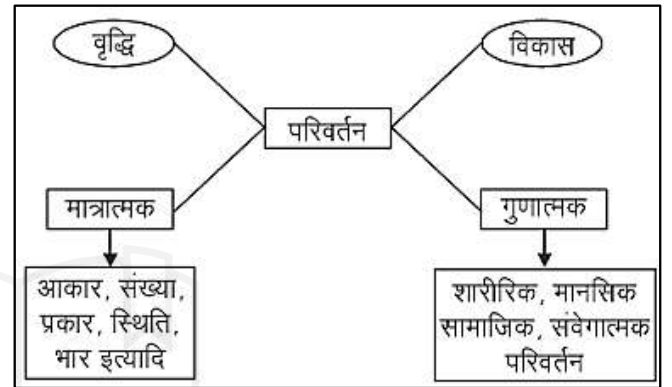 वृद्धि
विकास
परिवर्तन
मात्रात्मक
गुणात्मक
आकार, संख्या,
प्रकार, स्थिति,
भार इत्यादि
शारीरिक, मानसिक
सामाजिक, संवेगात्मक
परिवर्तन